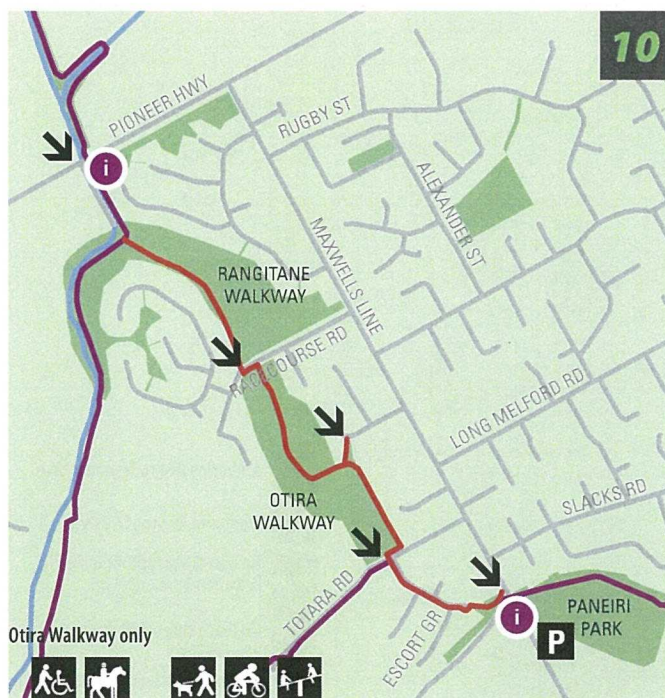 10
PIONEER HWY
RUGBY ST
i
ALEXANDER ST
MAXWELLS LINE
RANGITANE
WALKWAY
RACECOURSE RD
LONG MELFORD RD
SLACKS RD
OTIRA
WALKWAY
TOTARA RD
ESCORT GR
i
P
PANEIRI
PARK
Otira Walkway only